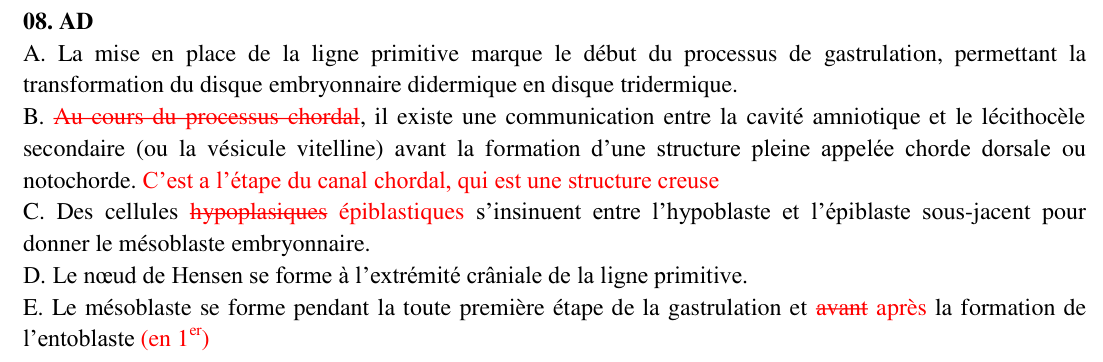 08. AD
A. La mise en place de la ligne primitive marque le début du processus de gastrulation, permettant la
transformation du disque embryonnaire didermique en disque tridermique.
B. Au cours du processus chordal, il existe une communication entre la cavité amniotique et le lécithocèle
secondaire (ou la vésicule vitelline) avant la formation d’une structure pleine appelée chorde dorsale ou
notochorde. C’est a l’étape du canal chordal, qui est une structure creuse
C. Des cellules hypoplasiques épiblastiques s’insinuent entre l’hypoblaste et l’épiblaste sous-jacent pour
donner le mésoblaste embryonnaire.
D. Le nœud de Hensen se forme à l’extrémité crâniale de la ligne primitive.
E. Le mésoblaste se forme pendant la toute première étape de la gastrulation et avant après la formation de
l’entoblaste (en 1er)